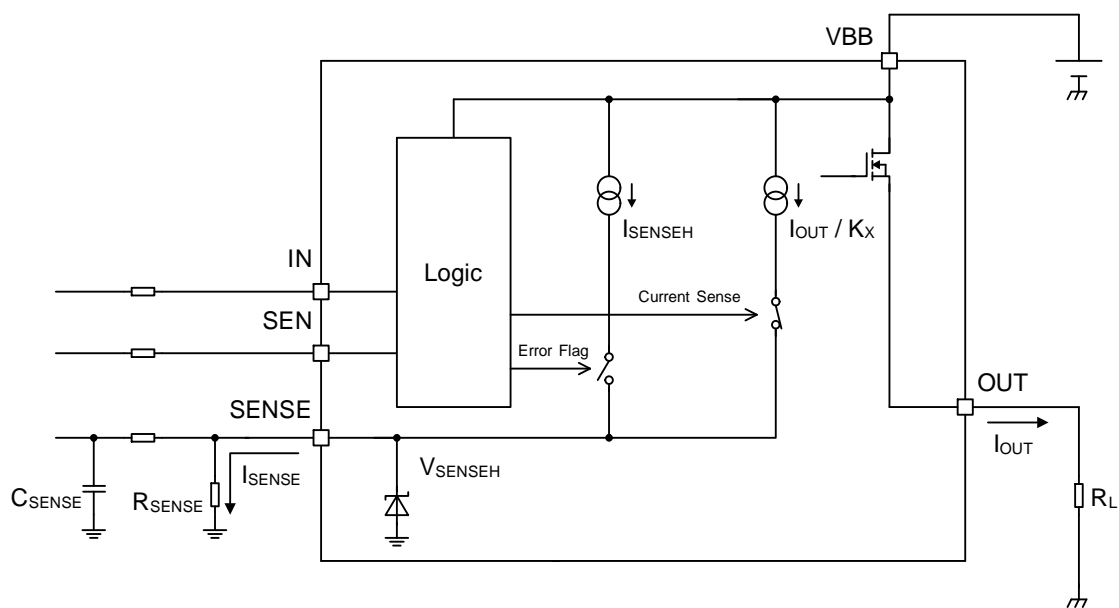 VBB
ISENSEH
IOUT / KX
IN
Logic
Current Sense
SEN
Error Flag
OUT
SENSE
IOUT
VSENSEH
ISENSE
CSENSE
RSENSE
RL